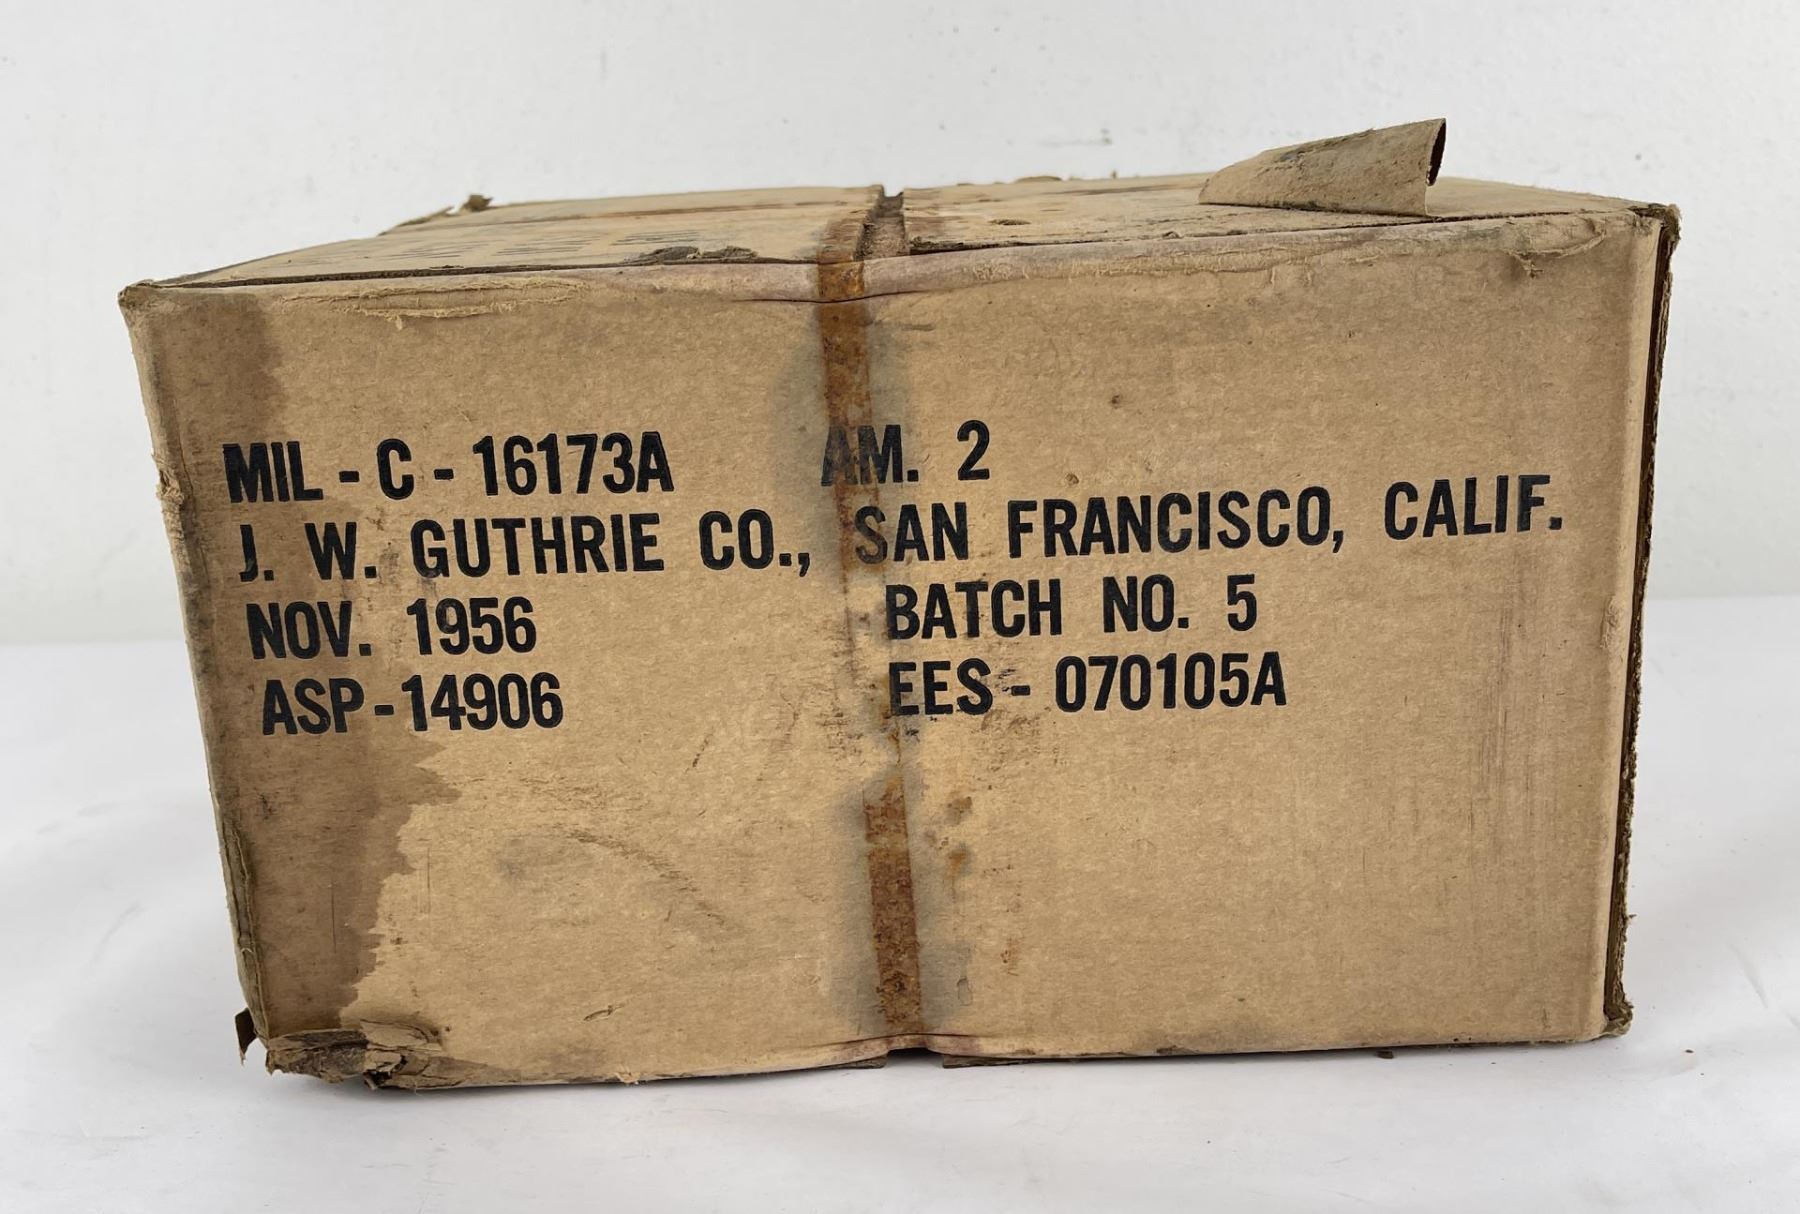 MIL - C - 16173A AM. 2
J. W. GUTHRIE CO., SAN FRANCISCO, CALIF.
NOV. 1956 BATCH NO. 5
ASP - 14906 EES - 070105A